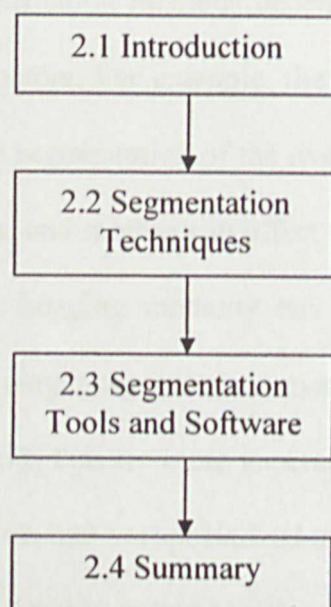 2.1 Introduction
2.2 Segmentation
Techniques
2.3 Segmentation
Tools and Software
2.4 Summary